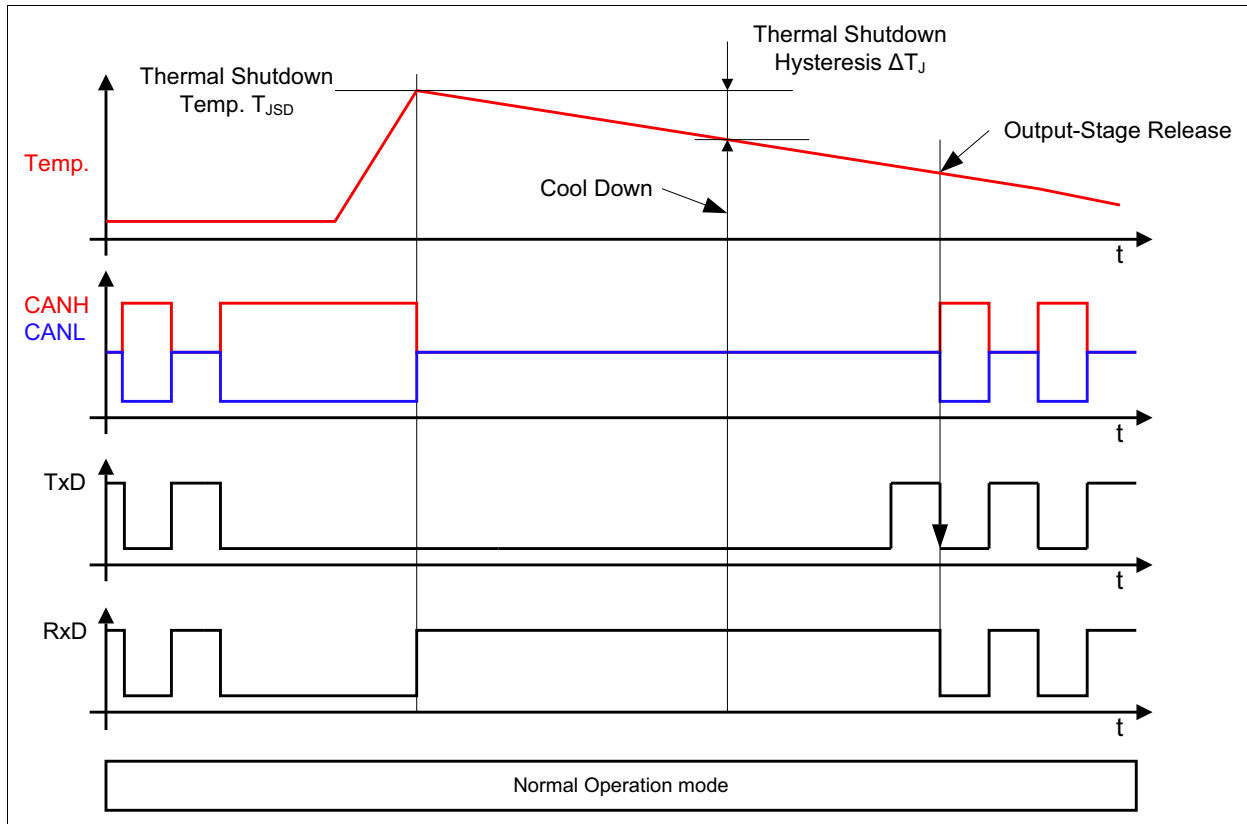 Thermal Shutdown
Hysteresis ΔTJ
Thermal Shutdown
Temp. TJSD
Output-Stage Release
Temp.
Cool Down
t
CANH
CANL
t
TxD
t
RxD
t
Normal Operation mode